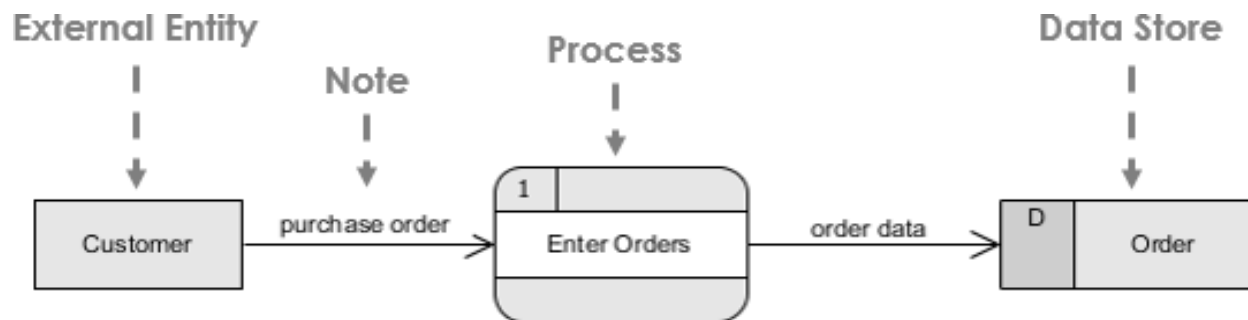 External Entity
Note
Process
Data Store
Customer
purchase order
1
Enter Orders
order data
D
Order